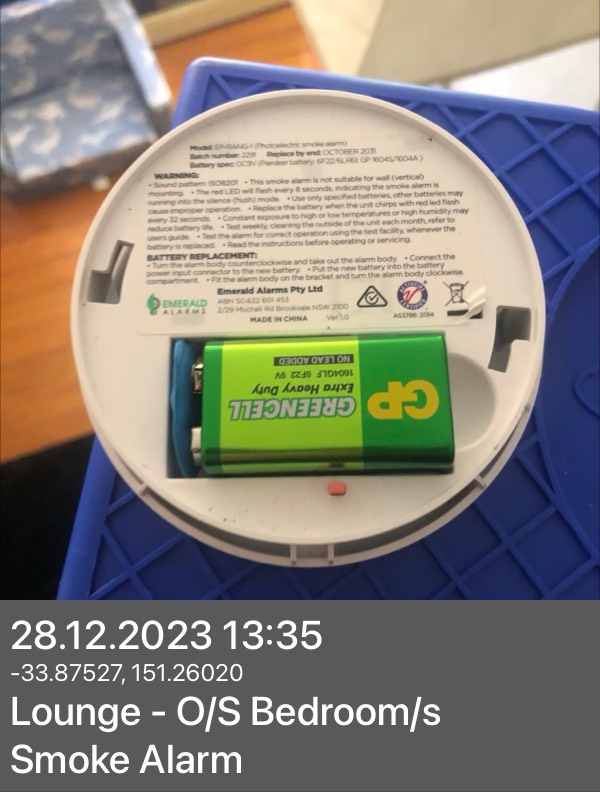 Model: EP-RANG-1 (Photoelectric smoke alarm)
Batch number: 2291 Replace by end: OCTOBER 2031
Battery spec: DC9V (Pairdeer battery, 6F22/6LR61; GP 1604S/1604A )
WARNING:
• Sound pattern: ISO8201 • This smoke alarm is not suitable for wall (vertical)
mounting. • The red LED will flash every 8 seconds, indicating the smoke alarm is
running into the silence (hush) mode. • Use only specified batteries, other batteries may
cause improper operation. • Replace the battery when the unit chirps with red led flash
every 32 seconds. • Constant exposure to high or low temperatures or high humidity may
reduce battery life. • Test weekly, cleaning the outside of the unit each month, refer to
users guide. • Test the alarm for correct operation using the test facility, whenever the
battery is replaced. • Read the instructions before operating or servicing.
BATTERY REPLACEMENT:
• Turn the alarm body counterclockwise and take out the alarm body. • Connect the
power input connector to the new battery. • Put the new battery into the battery
compartment. • Fit the alarm body on the bracket and turn the alarm body clockwise.
EMERALD
ALARMS
Emerald Alarms Pty Ltd
ABN 50 632 601 453
2/29 Mitchell Rd Brookvale NSW 2100
MADE IN CHINA Ver:1.0
AS3786: 2014
GP
GREENCELL
Extra Heavy Duty
1604GLF 6F22 9V
NO LEAD ADDED
28.12.2023 13:35
-33.87527, 151.26020
Lounge - O/S Bedroom/s
Smoke Alarm